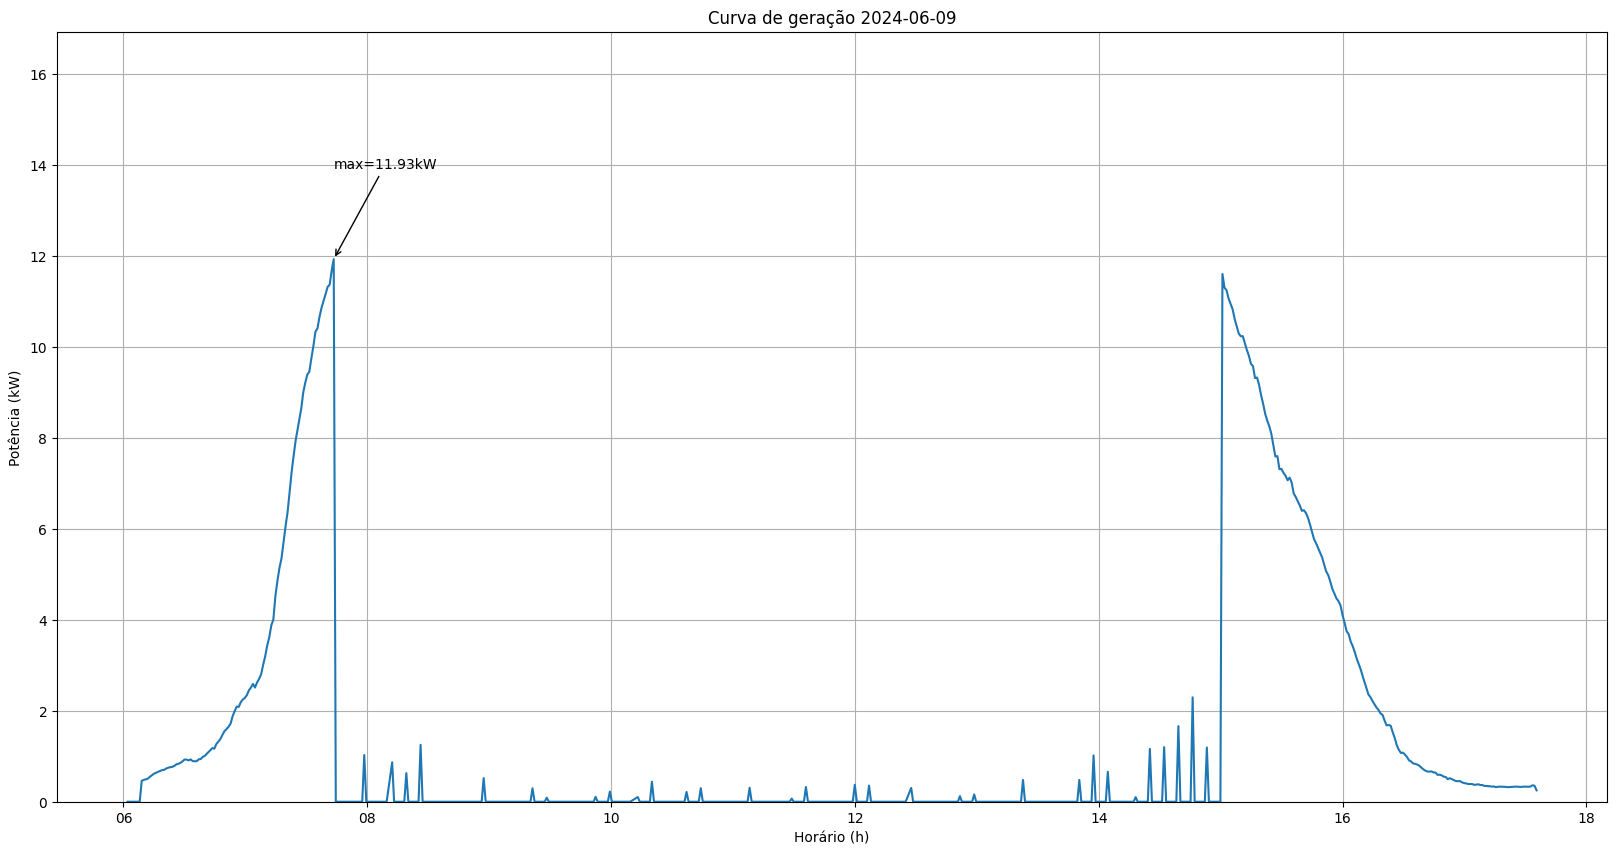 Curva de geração 2024-06-09
16
14
12
10
8
6
4
2
0
Potência (kW)
max=11.93kW
06 08 10 12 14 16 18
Horário (h)